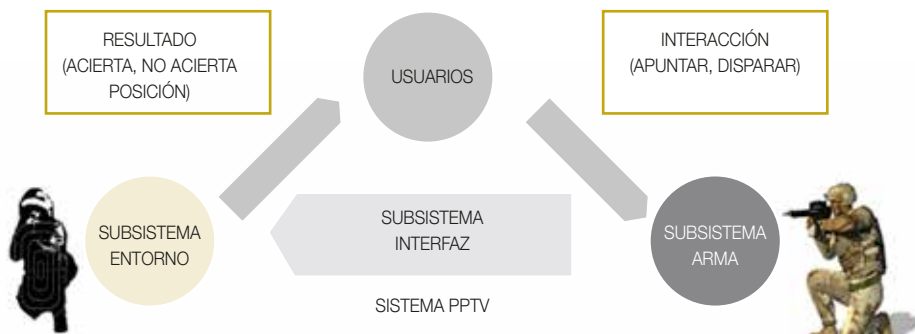 RESULTADO
(ACIERTA, NO ACIERTA
POSICIÓN)
USUARIOS
INTERACCIÓN
(APUNTAR, DISPARAR)
SUBSISTEMA
ENTORNO
SUBSISTEMA
INTERFAZ
SUBSISTEMA
ARMA
SISTEMA PPTV